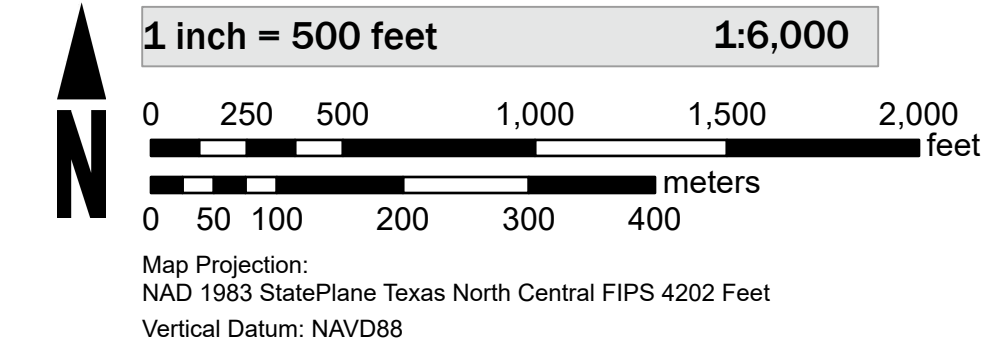 1 inch = 500 feet 1:6,000
0 250 500 1,000 1,500 2,000
feet
N
meters
0 50 100 200 300 400
Map Projection:
NAD 1983 StatePlane Texas North Central FIPS 4202 Feet
Vertical Datum: NAVD88